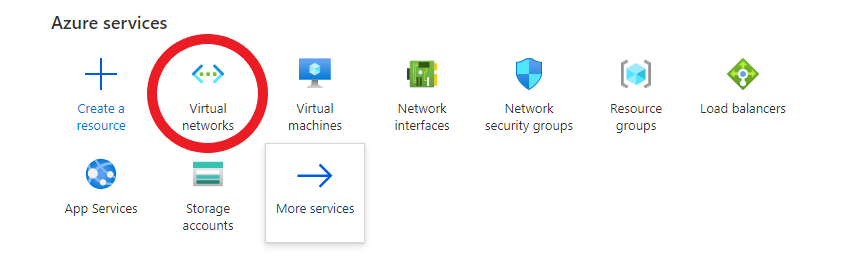 Azure services
Create a
resource
Virtual
networks
Virtual
machines
Network
interfaces
Network
security groups
Resource
groups
Load balancers
App Services
Storage
accounts
More services